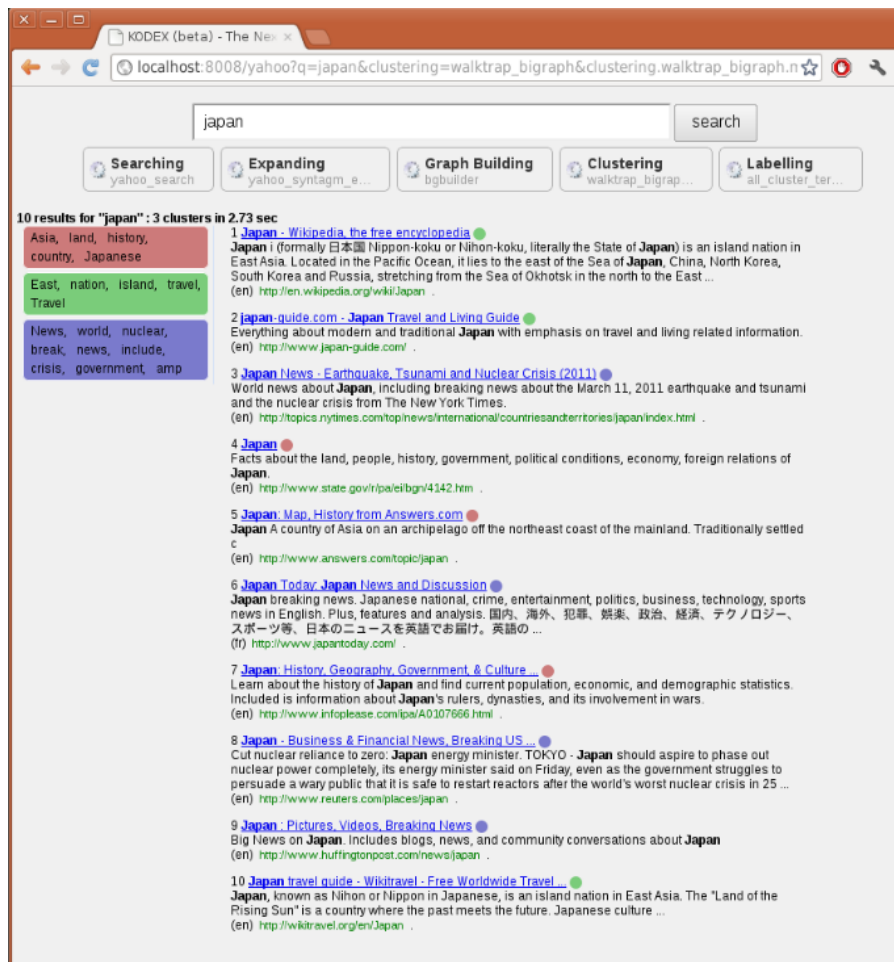 KODEX (beta) - The Nex
localhost:8008/yahoo?q=japan&clustering=walktrap_bigraph&clustering.walktrap_bigraph.n
japan
search
Searching
yahoo_search
Expanding
yahoo_syntagm_e...
Graph Building
bgbuilder
Clustering
walktrap_bigrap...
Labelling
all_cluster_ter...
10 results for "japan" : 3 clusters in 2.73 sec
Asia, land, history,
country, Japanese
East, nation, island, travel,
Travel
News, world, nuclear,
break, news, include,
crisis, government, amp
1 Japan - Wikipedia, the free encyclopedia
Japan i (formally 日本国 Nippon-koku or Nihon-koku, literally the State of Japan) is an island nation in
East Asia. Located in the Pacific Ocean, it lies to the east of the Sea of Japan, China, North Korea,
South Korea and Russia, stretching from the Sea of Okhotsk in the north to the East ...
(en) http://en.wikipedia.org/wiki/Japan .
2 japan-guide.com - Japan Travel and Living Guide
Everything about modern and traditional Japan with emphasis on travel and living related information.
(en) http://www.japan-guide.com/ .
3 Japan News - Earthquake, Tsunami and Nuclear Crisis (2011)
World news about Japan, including breaking news about the March 11, 2011 earthquake and tsunami
and the nuclear crisis from The New York Times.
(en) http://topics.nytimes.com/top/news/international/countriesandterritories/japan/index.html .
4 Japan
Facts about the land, people, history, government, political conditions, economy, foreign relations of
Japan.
(en) http://www.state.gov/r/pa/ei/bgn/4142.htm .
5 Japan: Map, History from Answers.com
Japan A country of Asia on an archipelago off the northeast coast of the mainland. Traditionally settled
c
(en) http://www.answers.com/topic/japan .
6 Japan Today: Japan News and Discussion
Japan breaking news. Japanese national, crime, entertainment, politics, business, technology, sports
news in English. Plus, features and analysis. 国内、海外、犯罪、娯楽、政治、経済、テクノロジー、
スポーツ等、日本のニュースを英語でお届け。英語の ...
(fr) http://www.japantoday.com/ .
7 Japan: History, Geography, Government, & Culture ...
Learn about the history of Japan and find current population, economic, and demographic statistics.
Included is information about Japan's rulers, dynasties, and its involvement in wars.
(en) http://www.infoplease.com/ipa/A0107666.html .
8 Japan - Business & Financial News, Breaking US ...
Cut nuclear reliance to zero: Japan energy minister. TOKYO - Japan should aspire to phase out
nuclear power completely, its energy minister said on Friday, even as the government struggles to
persuade a wary public that it is safe to restart reactors after the world's worst nuclear crisis in 25 ...
(en) http://www.reuters.com/places/japan .
9 Japan : Pictures, Videos, Breaking News
Big News on Japan. Includes blogs, news, and community conversations about Japan
(en) http://www.huffingtonpost.com/news/japan .
10 Japan travel guide - Wikitravel - Free Worldwide Travel ...
Japan, known as Nihon or Nippon in Japanese, is an island nation in East Asia. The "Land of the
Rising Sun" is a country where the past meets the future. Japanese culture ...
(en) http://wikitravel.org/en/Japan .